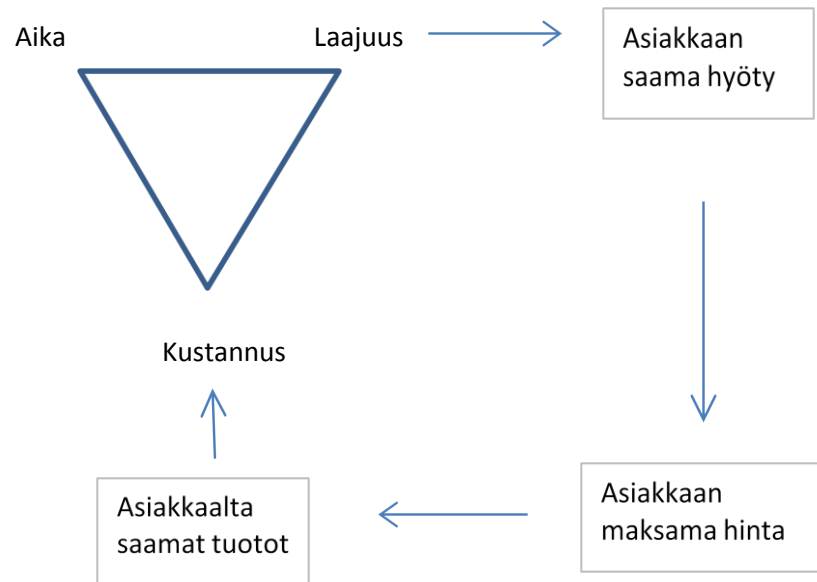 Aika
Laajuus
Asiakkaan
saama hyöty
Kustannus
Asiakkaalta
saamat tuotot
Asiakkaan
maksama hinta